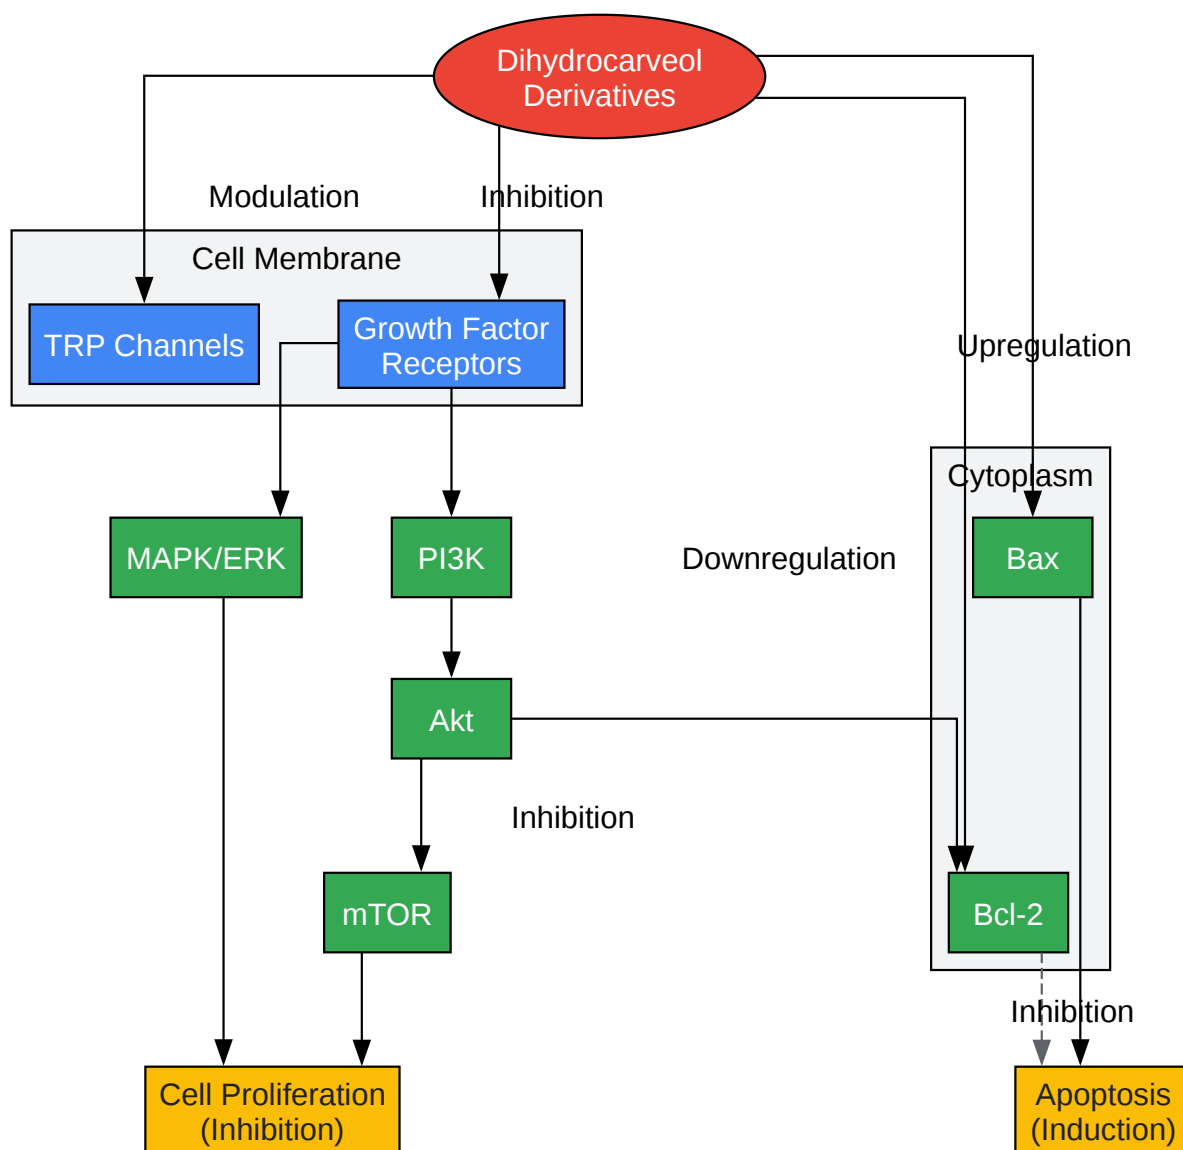 Dihydrocarveol
Derivatives
Modulation
Inhibition
Cell Membrane
TRP Channels
Growth Factor
Receptors
Upregulation
Cytoplasm
MAPK/ERK
PI3K
Downregulation
Bax
Akt
Inhibition
mTOR
Bcl-2
Inhibition
Cell Proliferation
(Inhibition)
Apoptosis
(Induction)